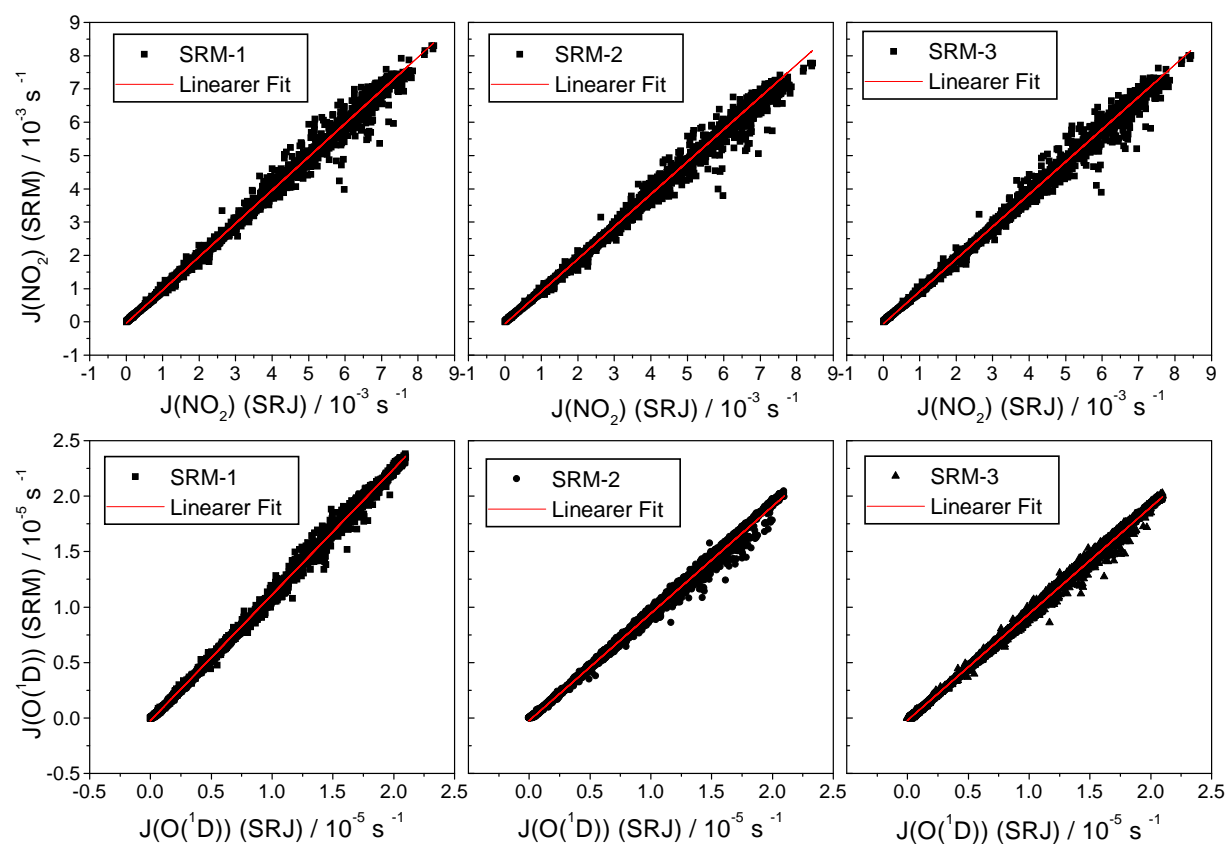 SRM-1
Linearer Fit
SRM-2
Linearer Fit
SRM-3
Linearer Fit
J(NO₂) (SRM) / 10⁻³ s⁻¹
9
8
7
6
5
4
3
2
1
0
-1
-1 0 1 2 3 4 5 6 7 8 9
-1 0 1 2 3 4 5 6 7 8 9
-1 0 1 2 3 4 5 6 7 8 9
J(NO₂) (SRJ) / 10⁻³ s⁻¹
J(NO₂) (SRJ) / 10⁻³ s⁻¹
J(NO₂) (SRJ) / 10⁻³ s⁻¹
SRM-1
Linearer Fit
SRM-2
Linearer Fit
SRM-3
Linearer Fit
J(O(¹D)) (SRM) / 10⁻⁵ s⁻¹
2.5
2.0
1.5
1.0
0.5
0.0
-0.5
-0.5 0.0 0.5 1.0 1.5 2.0 2.5
0.0 0.5 1.0 1.5 2.0 2.5
0.0 0.5 1.0 1.5 2.0 2.5
J(O(¹D)) (SRJ) / 10⁻⁵ s⁻¹
J(O(¹D)) (SRJ) / 10⁻⁵ s⁻¹
J(O(¹D)) (SRJ) / 10⁻⁵ s⁻¹